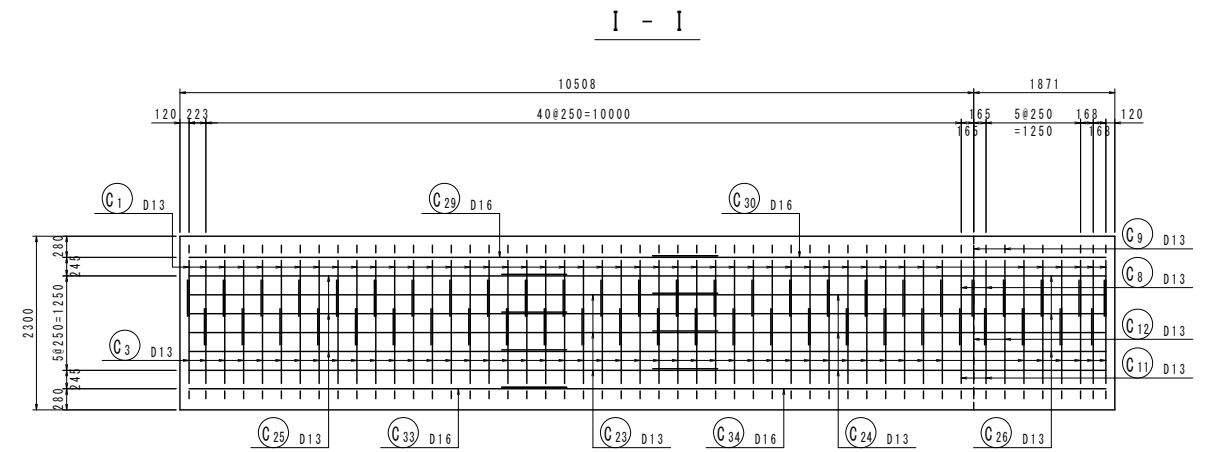 I - I
10508
1871
120
223
40@250=10000
165
165
5@250
=1250
168
168
120
C1 D13
C29 D16
C30 D16
C9 D13
C8 D13
C12 D13
C11 D13
280
245
5@250=1250
245
280
2300
C3 D13
C25 D13
C33 D16
C23 D13
C34 D16
C24 D13
C26 D13